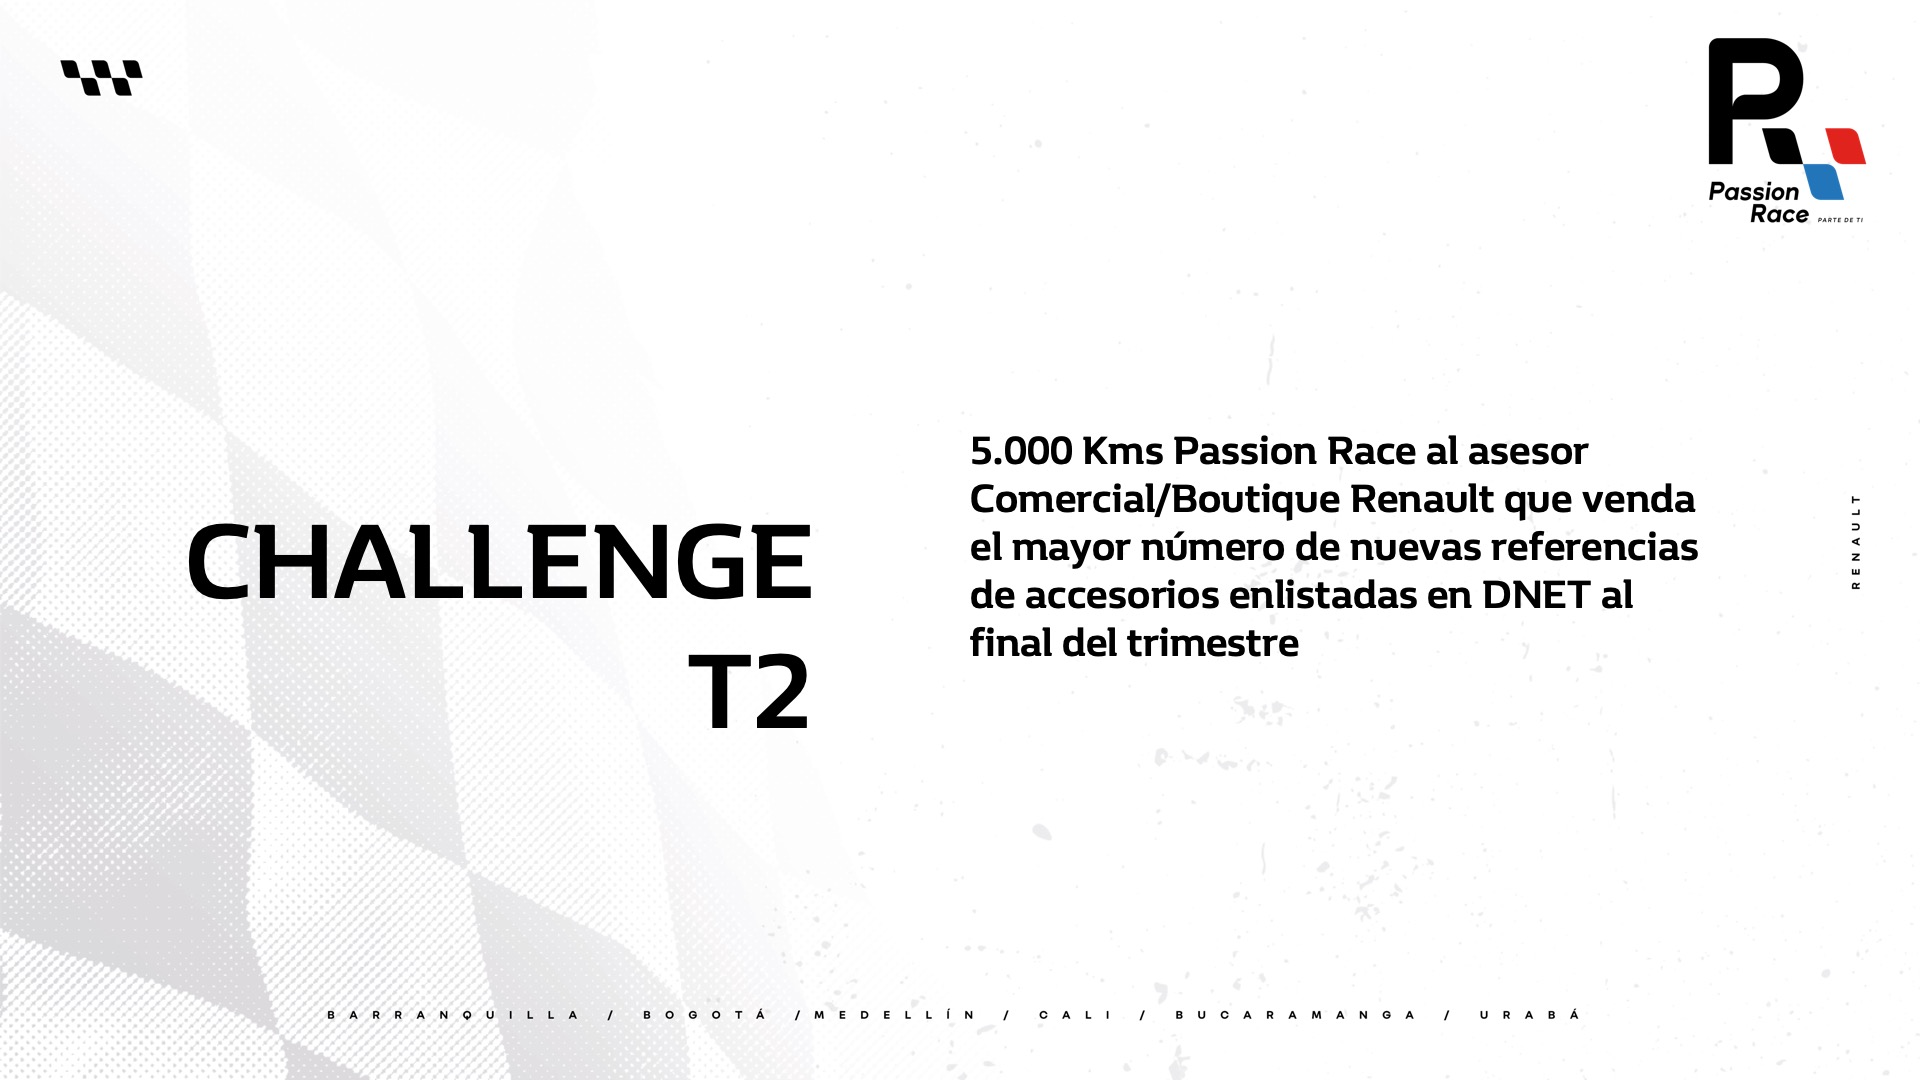 Passion
Race PARTE DE TI
CHALLENGE
T2
5.000 Kms Passion Race al asesor
Comercial/Boutique Renault que venda
el mayor número de nuevas referencias
de accesorios enlistadas en DNET al
final del trimestre
RENAULT
BARRANQUILLA / BOGOTÁ /MEDELLÍN / CALI / BUCARAMANGA / URABÁ